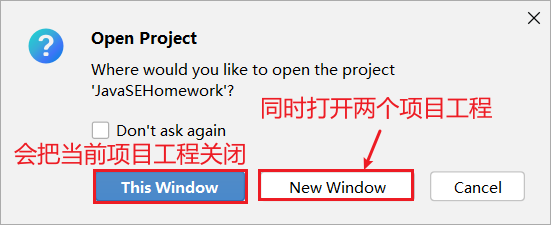 Open Project
Where would you like to open the project
'JavaSEHomework'?
同时打开两个项目工程
Don't ask again
会把当前项目工程关闭
This Window
New Window
Cancel